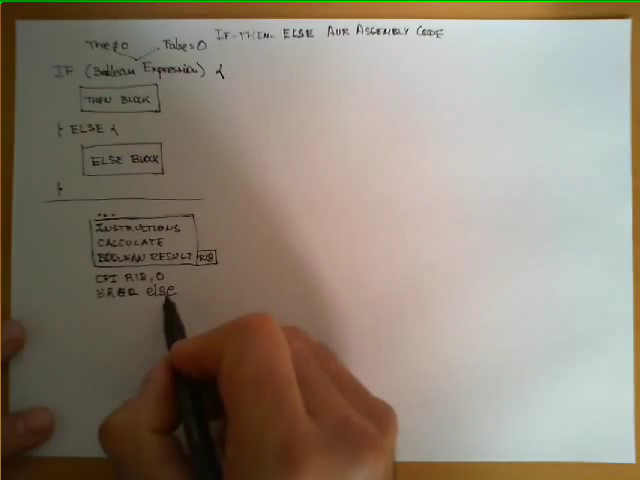 IF-THEN-ELSE AVR ASSEMBLY CODE
True≠0 False=0
IF (Boolean Expression) {
THEN BLOCK
} ELSE {
ELSE BLOCK
}
...
INSTRUCTIONS
CALCULATE
BOOLEAN RESULT R18
CPI R18, 0
BREQ else